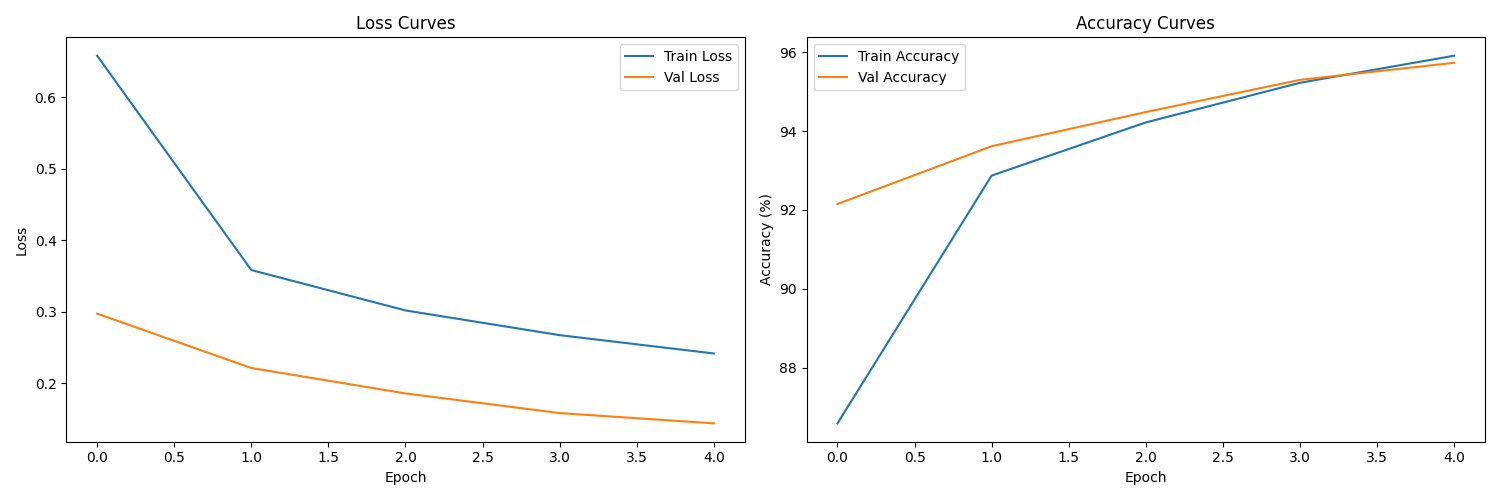 Loss Curves
Train Loss
Val Loss
0.6
0.5
0.4
0.3
0.2
Loss
0.0 0.5 1.0 1.5 2.0 2.5 3.0 3.5 4.0
Epoch
Accuracy Curves
Train Accuracy
Val Accuracy
96
94
92
90
88
Accuracy (%)
0.0 0.5 1.0 1.5 2.0 2.5 3.0 3.5 4.0
Epoch